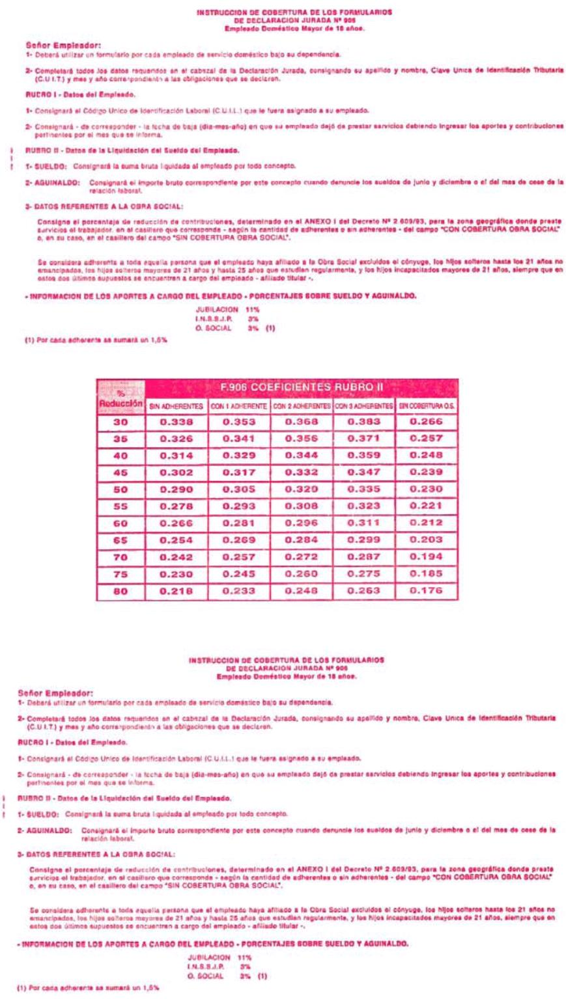 INSTRUCCION DE COBERTURA DE LOS FORMULARIOS
DE DECLARACION JURADA Nº 906
Empleado Doméstico Mayor de 18 años.
Señor Empleador:
1- Deberá utilizar un formulario por cada empleado de servicio doméstico bajo su dependencia.
2- Completará todos los datos requeridos en el cabezal de la Declaración Jurada, consignando su apellido y nombre, Clave Unica de Identificación Tributaria
(C.U.I.T.) y mes y año correspondiente a las obligaciones que se declaren.
RUBRO I - Datos del Empleado.
1- Consignará el Código Unico de Identificación Laboral (C.U.I.L.) que le fuera asignado a su empleado.
2- Consignará - de corresponder - la fecha de baja (día-mes-año) en que su empleado dejó de prestar servicios debiendo ingresar los aportes y contribuciones
pertinentes por el mes que se informa.
RUBRO II - Datos de la Liquidación del Sueldo del Empleado.
1- SUELDO: Consignará la suma bruta liquidada al empleado por todo concepto.
2- AGUINALDO: Consignará el importe bruto correspondiente por este concepto cuando denuncie los sueldos de junio y diciembre o el del mes de cese de la
relación laboral.
3- DATOS REFERENTES A LA OBRA SOCIAL:
Consigne el porcentaje de reducción de contribuciones, determinado en el ANEXO I del Decreto Nº 2.609/93, para la zona geográfica donde preste
servicios el trabajador, en el casillero que corresponda - según la cantidad de adherentes o sin adherentes - del campo "CON COBERTURA OBRA SOCIAL"
o, en su caso, en el casillero del campo "SIN COBERTURA OBRA SOCIAL".
Se considera adherente a toda aquella persona que el empleado haya afiliado a la Obra Social excluidos el cónyuge, los hijos solteros hasta los 21 años no
emancipados, los hijos solteros mayores de 21 años y hasta 25 años que estudien regularmente, y los hijos incapacitados mayores de 21 años, siempre que en
estos dos últimos supuestos se encuentren a cargo del empleado - afiliado titular -.
- INFORMACION DE LOS APORTES A CARGO DEL EMPLEADO - PORCENTAJES SOBRE SUELDO Y AGUINALDO.
JUBILACION 11%
I.N.S.S.J.P. 3%
O. SOCIAL 3% (1)
(1) Por cada adherente se sumará un 1,5%
% Reducción F.906 COEFICIENTES RUBRO II
SIN ADHERENTES CON 1 ADHERENTE CON 2 ADHERENTES CON 3 ADHERENTES SIN COBERTURA O.S.
30 0.338 0.353 0.368 0.383 0.266
35 0.326 0.341 0.356 0.371 0.257
40 0.314 0.329 0.344 0.359 0.248
45 0.302 0.317 0.332 0.347 0.239
50 0.290 0.305 0.320 0.335 0.230
55 0.278 0.293 0.308 0.323 0.221
60 0.266 0.281 0.296 0.311 0.212
65 0.254 0.269 0.284 0.299 0.203
70 0.242 0.257 0.272 0.287 0.194
75 0.230 0.245 0.260 0.275 0.185
80 0.218 0.233 0.248 0.263 0.176
INSTRUCCION DE COBERTURA DE LOS FORMULARIOS
DE DECLARACION JURADA Nº 906
Empleado Doméstico Mayor de 18 años.
Señor Empleador:
1- Deberá utilizar un formulario por cada empleado de servicio doméstico bajo su dependencia.
2- Completará todos los datos requeridos en el cabezal de la Declaración Jurada, consignando su apellido y nombre, Clave Unica de Identificación Tributaria
(C.U.I.T.) y mes y año correspondiente a las obligaciones que se declaren.
RUBRO I - Datos del Empleado.
1- Consignará el Código Unico de Identificación Laboral (C.U.I.L.) que le fuera asignado a su empleado.
2- Consignará - de corresponder - la fecha de baja (día-mes-año) en que su empleado dejó de prestar servicios debiendo ingresar los aportes y contribuciones
pertinentes por el mes que se informa.
RUBRO II - Datos de la Liquidación del Sueldo del Empleado.
1- SUELDO: Consignará la suma bruta liquidada al empleado por todo concepto.
2- AGUINALDO: Consignará el importe bruto correspondiente por este concepto cuando denuncie los sueldos de junio y diciembre o el del mes de cese de la
relación laboral.
3- DATOS REFERENTES A LA OBRA SOCIAL:
Consigne el porcentaje de reducción de contribuciones, determinado en el ANEXO I del Decreto Nº 2.609/93, para la zona geográfica donde preste
servicios el trabajador, en el casillero que corresponda - según la cantidad de adherentes o sin adherentes - del campo "CON COBERTURA OBRA SOCIAL"
o, en su caso, en el casillero del campo "SIN COBERTURA OBRA SOCIAL".
Se considera adherente a toda aquella persona que el empleado haya afiliado a la Obra Social excluidos el cónyuge, los hijos solteros hasta los 21 años no
emancipados, los hijos solteros mayores de 21 años y hasta 25 años que estudien regularmente, y los hijos incapacitados mayores de 21 años, siempre que en
estos dos últimos supuestos se encuentren a cargo del empleado - afiliado titular -.
- INFORMACION DE LOS APORTES A CARGO DEL EMPLEADO - PORCENTAJES SOBRE SUELDO Y AGUINALDO.
JUBILACION 11%
I.N.S.S.J.P. 3%
O. SOCIAL 3% (1)
(1) Por cada adherente se sumará un 1,5%